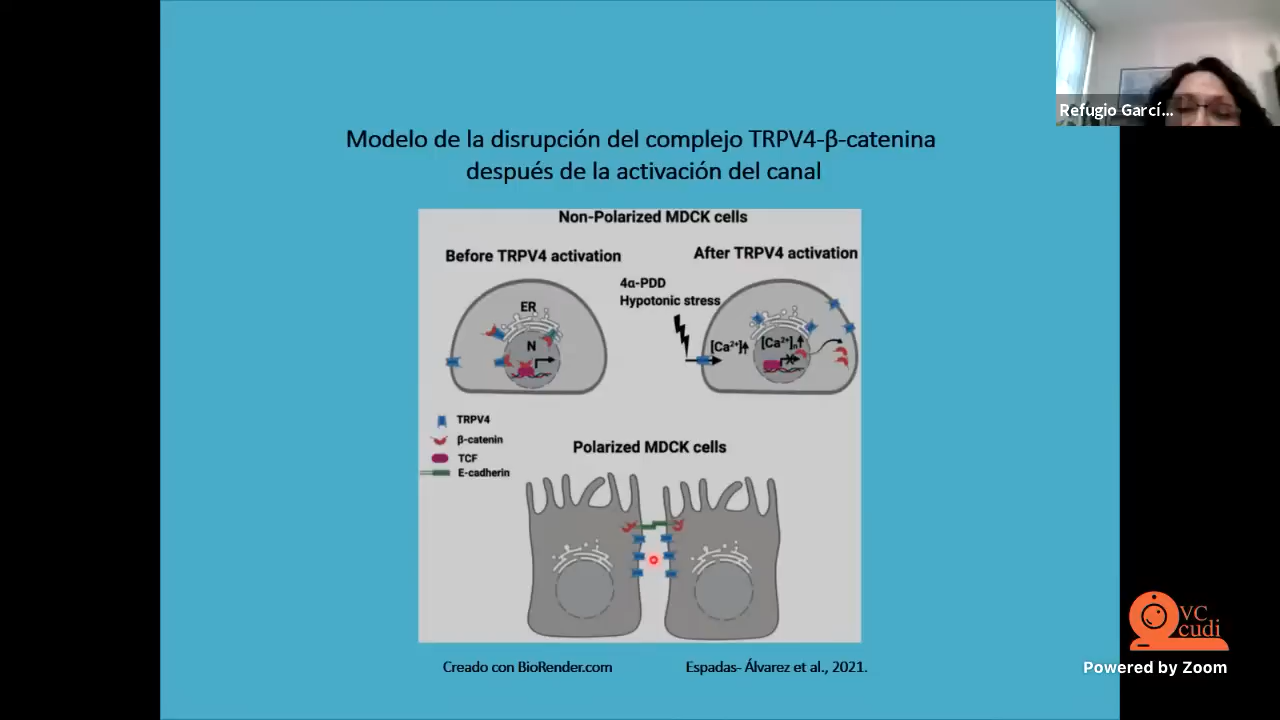 Refugio Garcí...
Modelo de la disrupción del complejo TRPV4-β-catenina
después de la activación del canal
Non-Polarized MDCK cells
Before TRPV4 activation
After TRPV4 activation
4α-PDD
Hypotonic stress
ER
N
[Ca²⁺]↑
[Ca²⁺]ₙ↑
TRPV4
β-catenin
TCF
E-cadherin
Polarized MDCK cells
Creado con BioRender.com
Espadas- Álvarez et al., 2021.
VC
cudi
Powered by Zoom